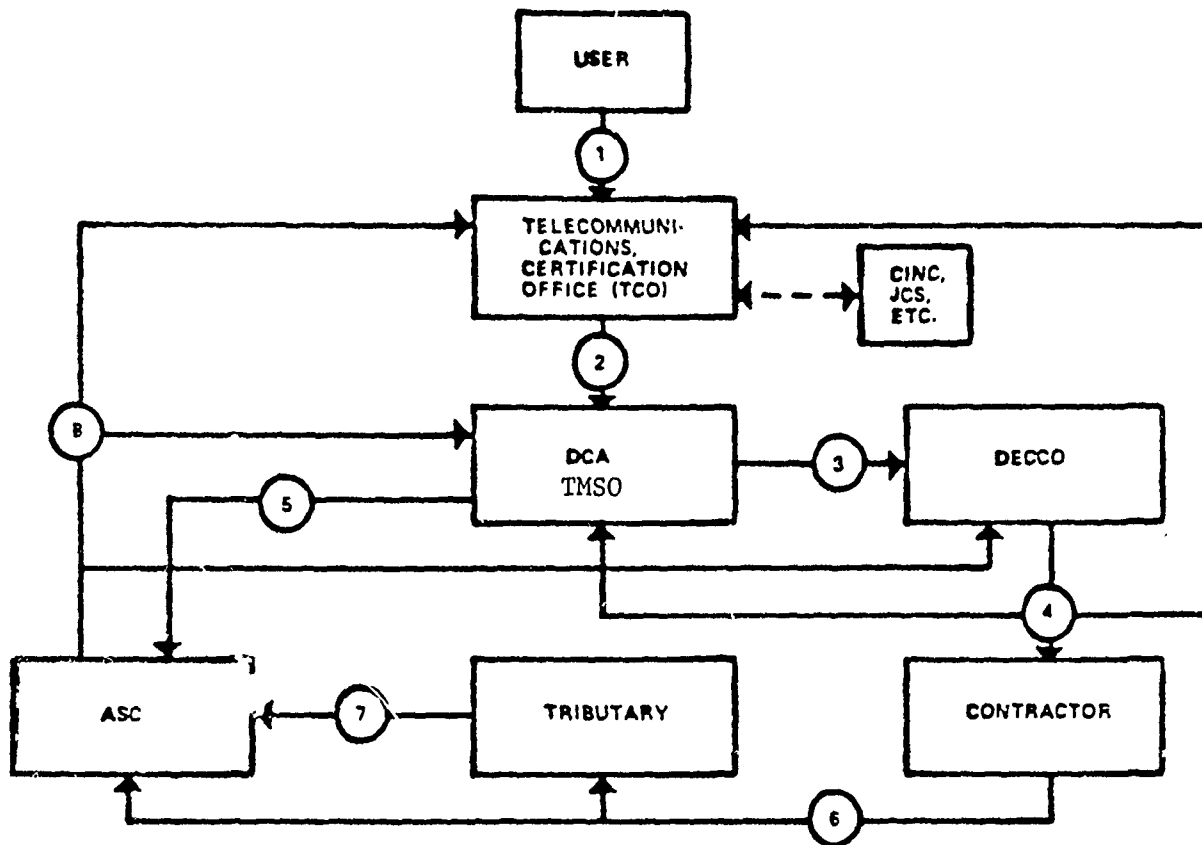 USER
1
TELECOMMUNI-
CATIONS,
CERTIFICATION
OFFICE (TCO)
CINC,
JCS,
ETC.
2
8
DCA
TMSO
3
DECCO
5
4
ASC
7
TRIBUTARY
CONTRACTOR
6